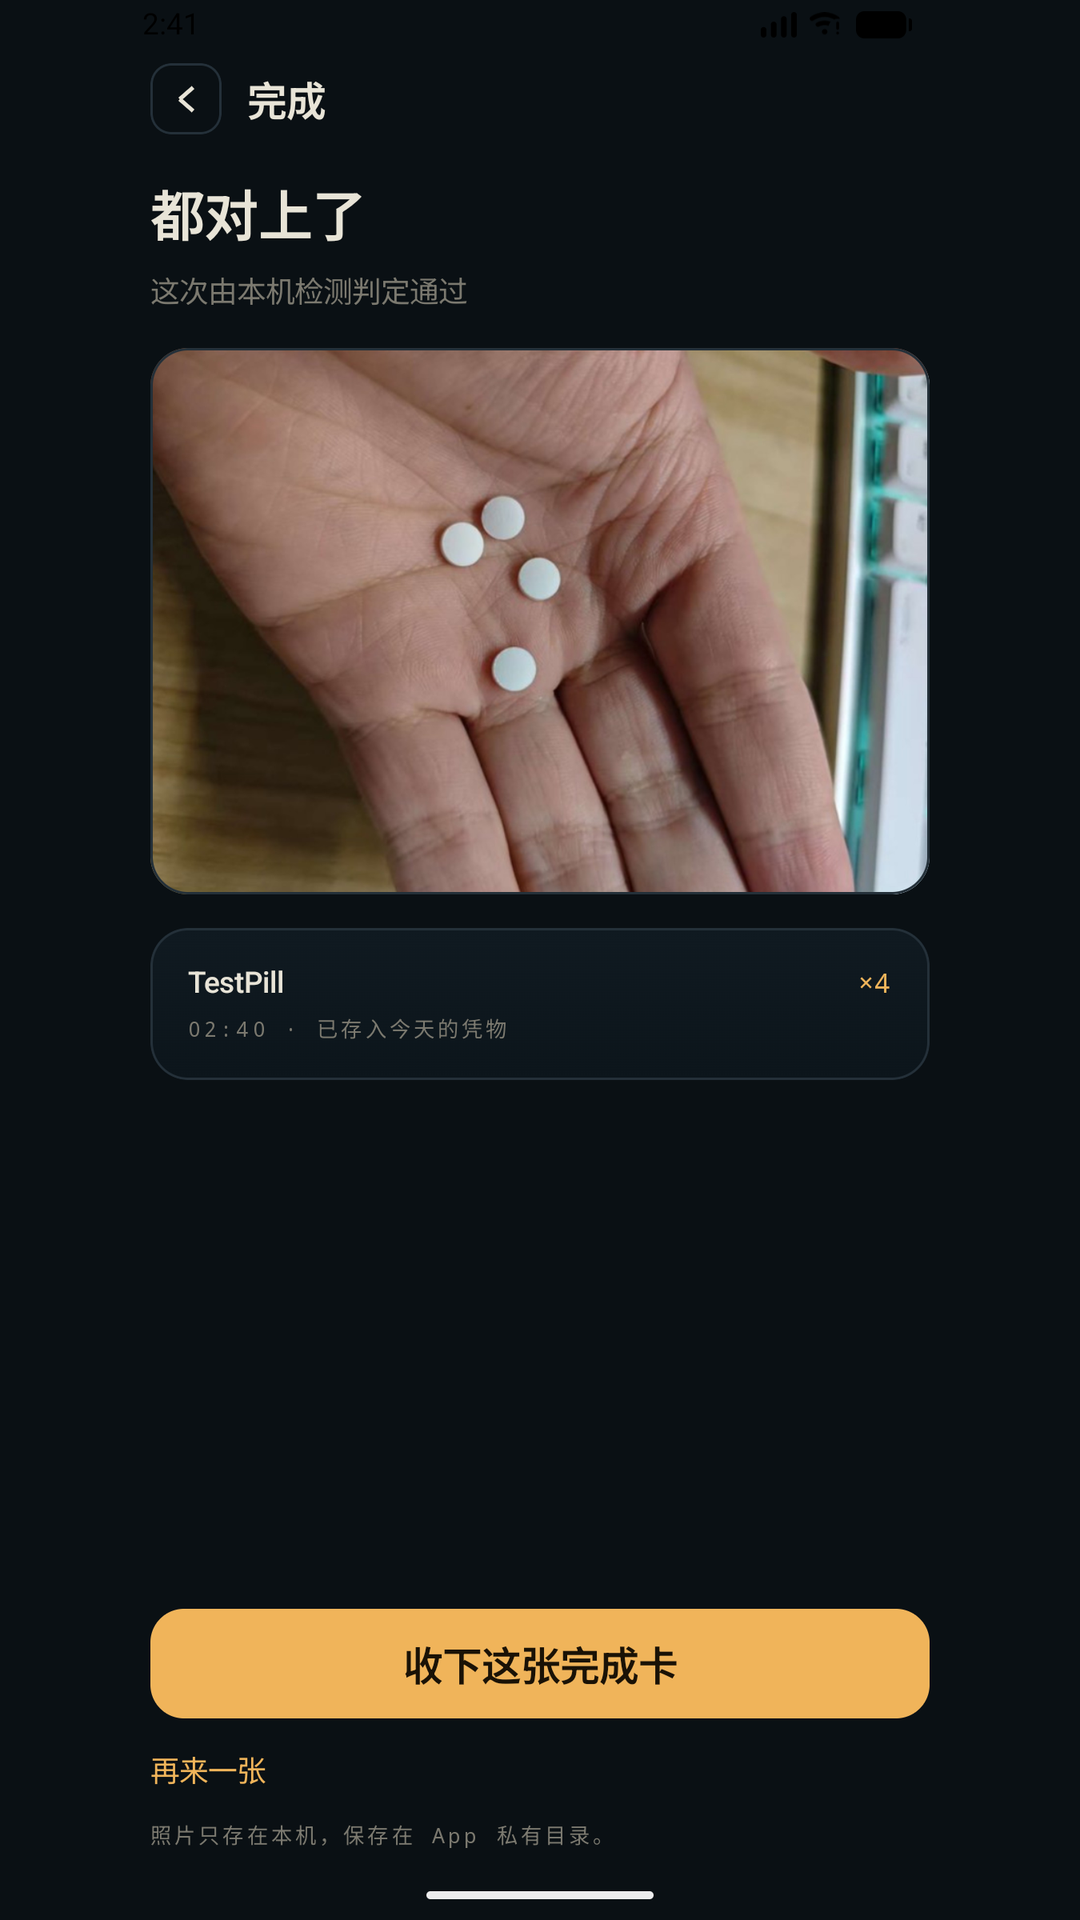 2:41
完成
都对上了
这次由本机检测判定通过
TestPill ×4
02:40 · 已存入今天的凭物
收下这张完成卡
再来一张
照片只存在本机，保存在 App 私有目录。